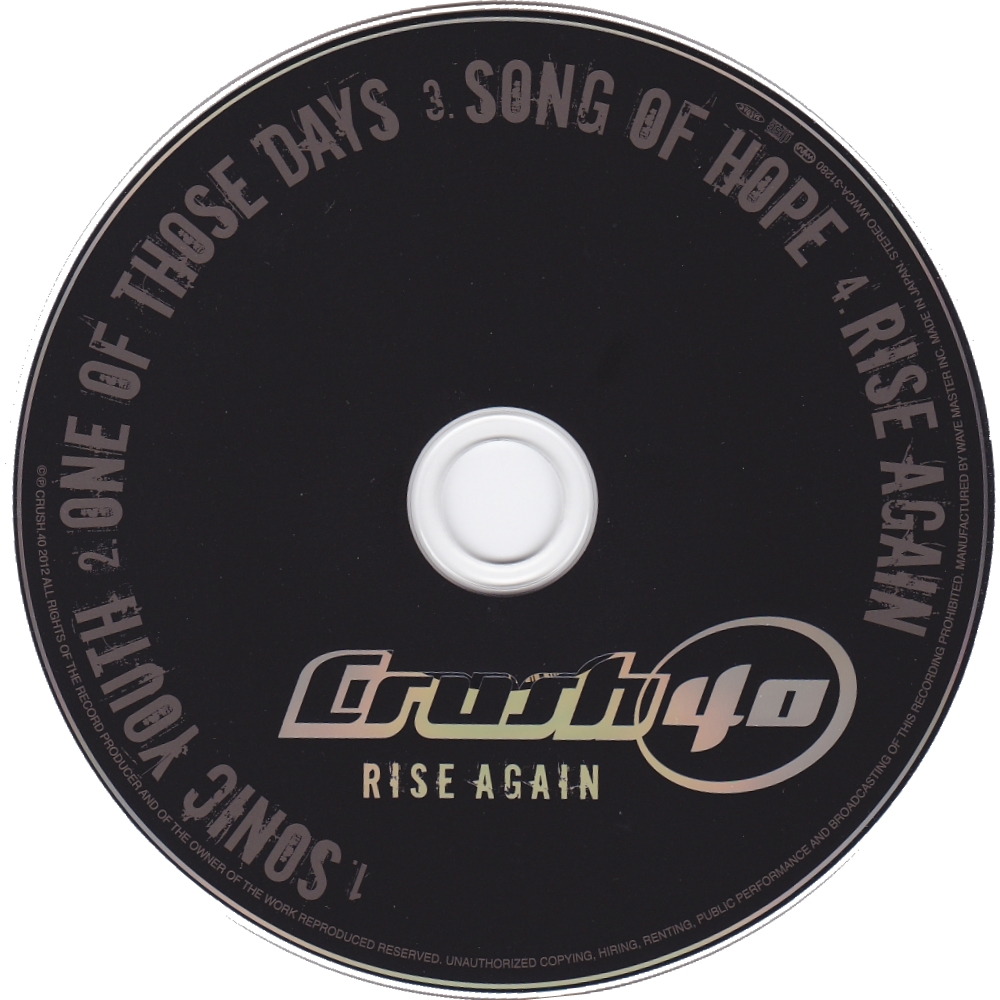 1. SONIC YOUTH 2. ONE OF THOSE DAYS 3. SONG OF HOPE 4. RISE AGAIN
Crush 40
RISE AGAIN
©℗ CRUSH.40 2012 ALL RIGHTS OF THE RECORD PRODUCER AND OF THE OWNER OF THE WORK REPRODUCED RESERVED. UNAUTHORIZED COPYING, HIRING, RENTING, PUBLIC PERFORMANCE AND BROADCASTING OF THIS RECORDING PROHIBITED. MANUFACTURED BY WAVE MASTER INC. MADE IN JAPAN. STEREO WWCA-31280